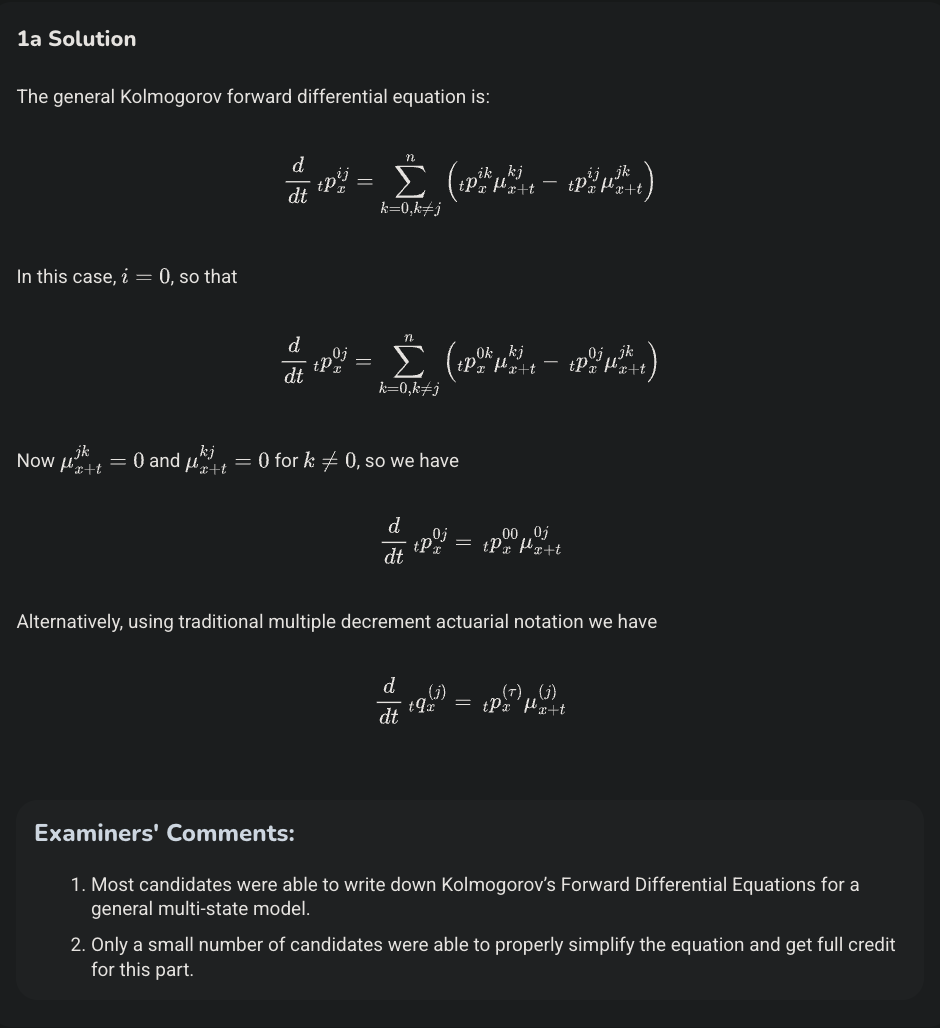 1a Solution
The general Kolmogorov forward differential equation is:
$\frac{d}{dt} \, {}_tp_x^{ij} = \sum_{k=0,k\neq j}^{n} \left( {}_tp_x^{ik} \mu_{x+t}^{kj} - {}_tp_x^{ij} \mu_{x+t}^{jk} \right)$
In this case, $i = 0$, so that
$\frac{d}{dt} \, {}_tp_x^{0j} = \sum_{k=0,k\neq j}^{n} \left( {}_tp_x^{0k} \mu_{x+t}^{kj} - {}_tp_x^{0j} \mu_{x+t}^{jk} \right)$
Now $\mu_{x+t}^{jk} = 0$ and $\mu_{x+t}^{kj} = 0$ for $k \neq 0$, so we have
$\frac{d}{dt} \, {}_tp_x^{0j} = {}_tp_x^{00} \mu_{x+t}^{0j}$
Alternatively, using traditional multiple decrement actuarial notation we have
$\frac{d}{dt} \, {}_tq_x^{(j)} = {}_tp_x^{(\tau)} \mu_{x+t}^{(j)}$
Examiners' Comments:
1. Most candidates were able to write down Kolmogorov’s Forward Differential Equations for a
general multi-state model.
2. Only a small number of candidates were able to properly simplify the equation and get full credit
for this part.